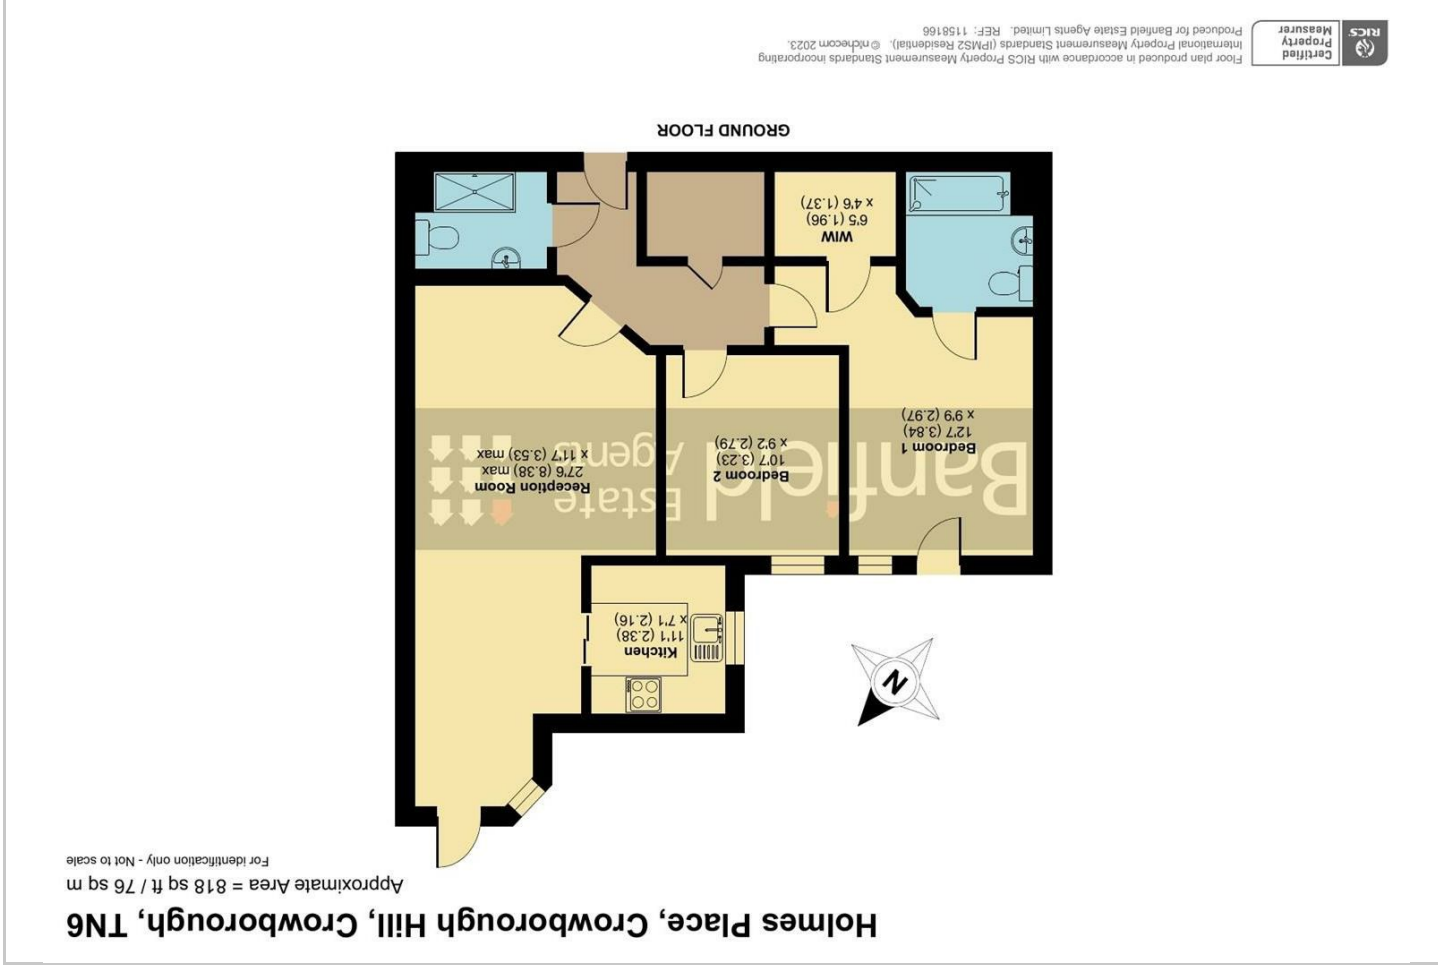 Holmes Place, Crowborough Hill, Crowborough, TN6
Approximate Area = 818 sq ft / 76 sq m
For identification only - Not to scale
N
Kitchen
11'1 (2.38)
x 7'1 (2.16)
Reception Room
27'6 (8.38) max
x 11'7 (3.53) max
Bedroom 2
10'7 (3.23)
x 9'2 (2.79)
Bedroom 1
12'7 (3.84)
x 9'9 (2.97)
Banfield
Estate
Agents
WIW
6'5 (1.96)
x 4'6 (1.37)
GROUND FLOOR
RICS
Certified
Property
Measurer
Floor plan produced in accordance with RICS Property Measurement Standards incorporating
International Property Measurement Standards (IPMS2 Residential). ©nichecom 2023.
Produced for Banfield Estate Agents Limited. REF: 1158166